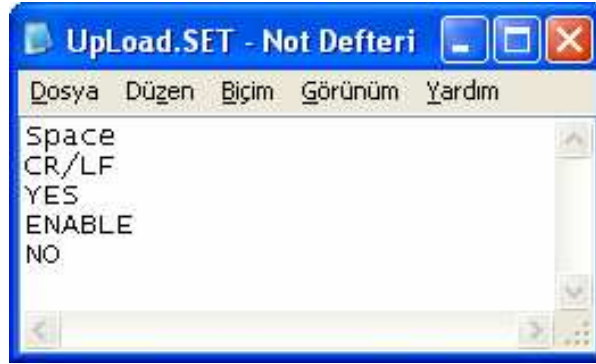 UpLoad.SET - Not Defteri
Dosya Düzen Biçim Görünüm Yardım
Space
CR/LF
YES
ENABLE
NO